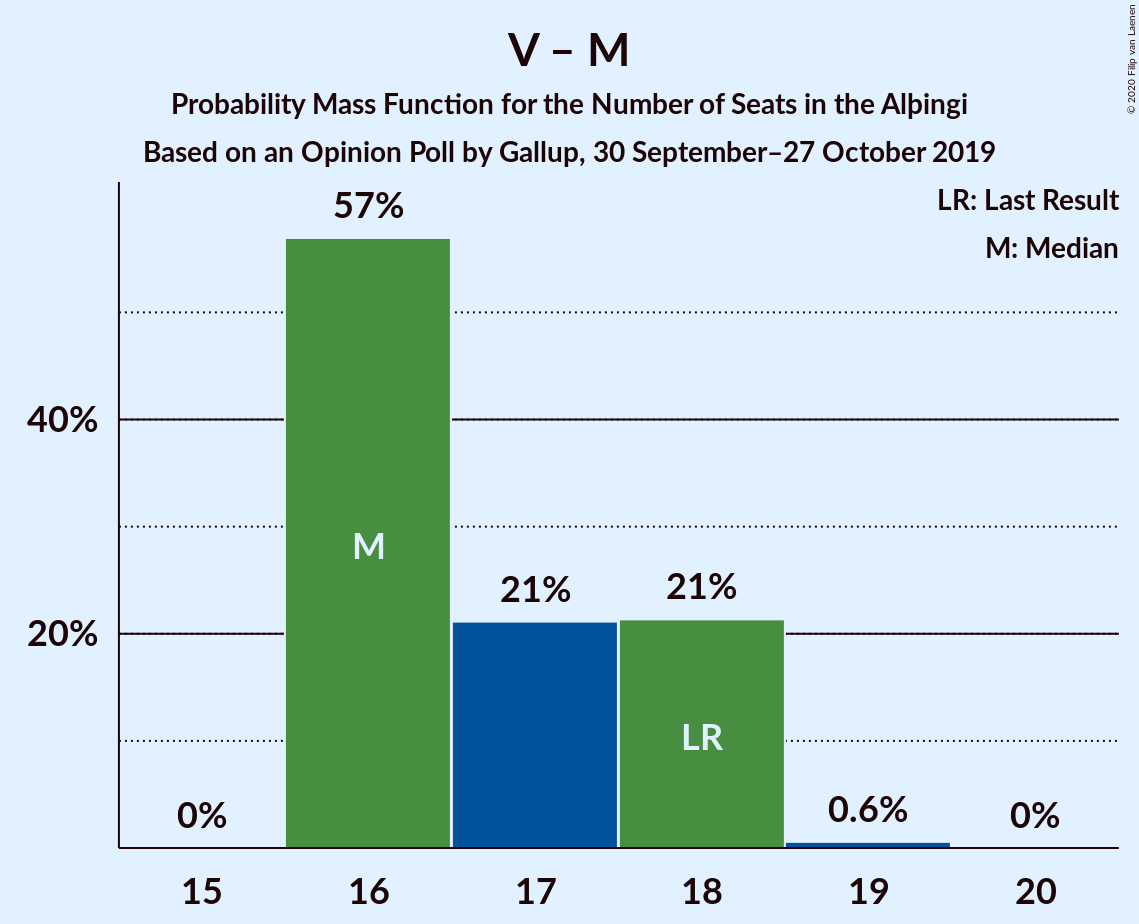 V – M
Probability Mass Function for the Number of Seats in the Alþingi
Based on an Opinion Poll by Gallup, 30 September–27 October 2019
© 2020 Filip van Laenen
LR: Last Result
M: Median
57%
40%
M
21%
21%
20%
LR
0%
0.6%
0%
15
16
17
18
19
20